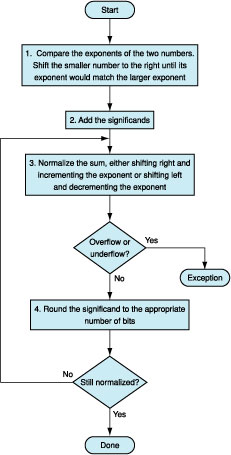 Start
1. Compare the exponents of the two numbers.
Shift the smaller number to the right until its
exponent would match the larger exponent
2. Add the significands
3. Normalize the sum, either shifting right and
incrementing the exponent or shifting left
and decrementing the exponent
Overflow or
underflow?
Yes
Exception
No
4. Round the significand to the appropriate
number of bits
No
Still normalized?
Yes
Done